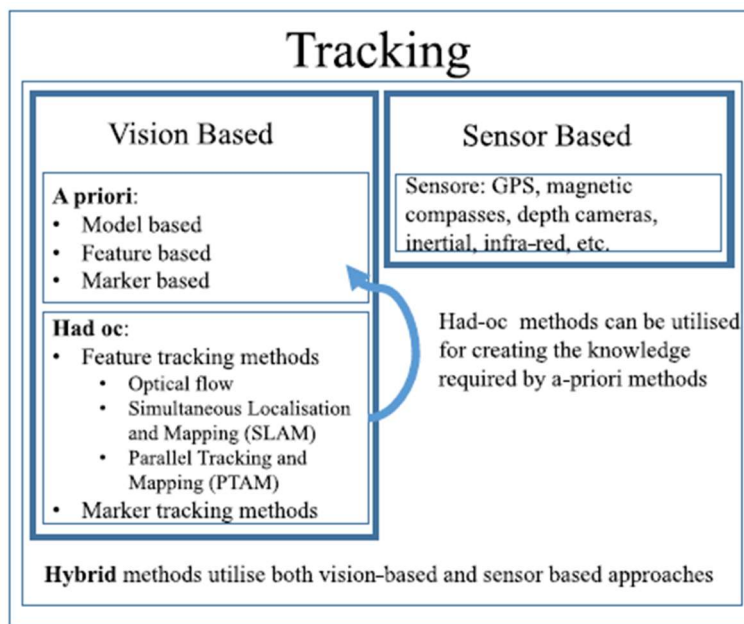 Tracking
Vision Based
A priori:
• Model based
• Feature based
• Marker based
Had oc:
• Feature tracking methods
• Optical flow
• Simultaneous Localisation
and Mapping (SLAM)
• Parallel Tracking and
Mapping (PTAM)
• Marker tracking methods
Sensor Based
Sensore: GPS, magnetic
compasses, depth cameras,
inertial, infra-red, etc.
Had-oc methods can be utilised
for creating the knowledge
required by a-priori methods
Hybrid methods utilise both vision-based and sensor based approaches